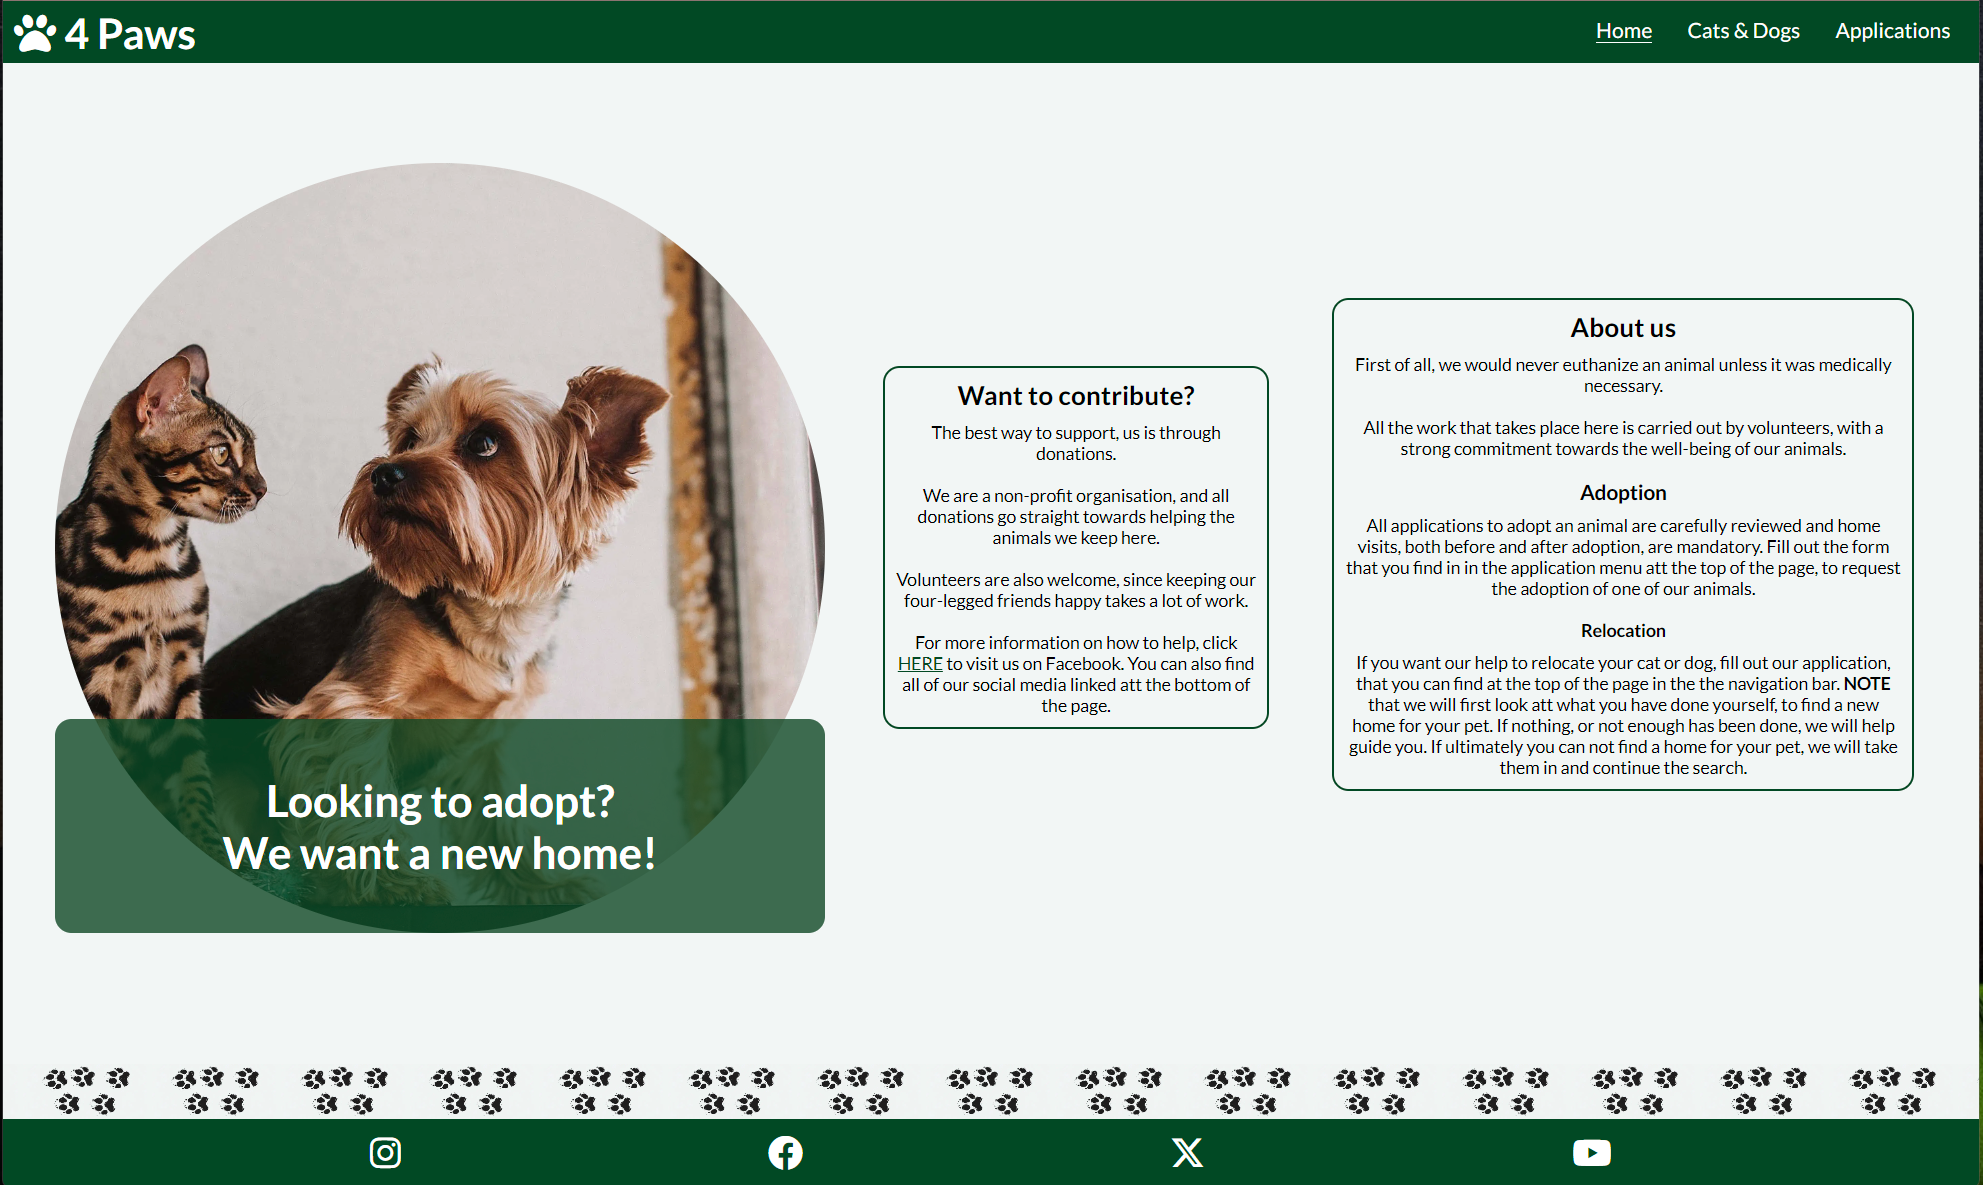 4 Paws
Home
Cats & Dogs
Applications
Looking to adopt?
We want a new home!
Want to contribute?
The best way to support, us is through
donations.
We are a non-profit organisation, and all
donations go straight towards helping the
animals we keep here.
Volunteers are also welcome, since keeping our
four-legged friends happy takes a lot of work.
For more information on how to help, click
HERE to visit us on Facebook. You can also find
all of our social media linked att the bottom of
the page.
About us
First of all, we would never euthanize an animal unless it was medically
necessary.
All the work that takes place here is carried out by volunteers, with a
strong commitment towards the well-being of our animals.
Adoption
All applications to adopt an animal are carefully reviewed and home
visits, both before and after adoption, are mandatory. Fill out the form
that you find in in the application menu att the top of the page, to request
the adoption of one of our animals.
Relocation
If you want our help to relocate your cat or dog, fill out our application,
that you can find at the top of the page in the the navigation bar. NOTE
that we will first look att what you have done yourself, to find a new
home for your pet. If nothing, or not enough has been done, we will help
guide you. If ultimately you can not find a home for your pet, we will take
them in and continue the search.